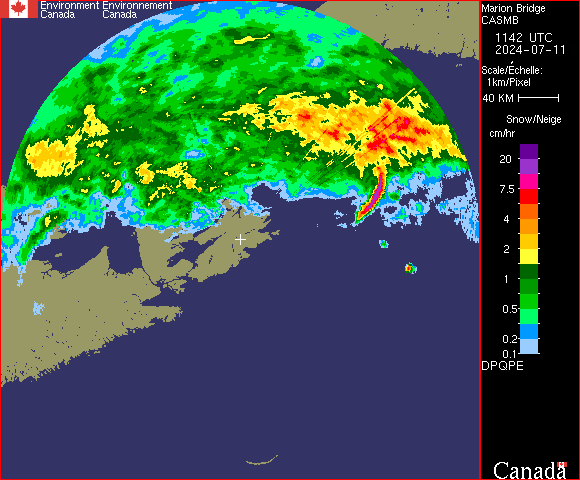 Environment Environnement
Canada Canada
Marion Bridge
CASMB
1142 UTC
2024-07-11
Scale/Échelle:
1km/Pixel
40 KM
Snow/Neige
cm/hr
20
7.5
4
2
1
0.5
0.2
0.1
DPQPE
Canada